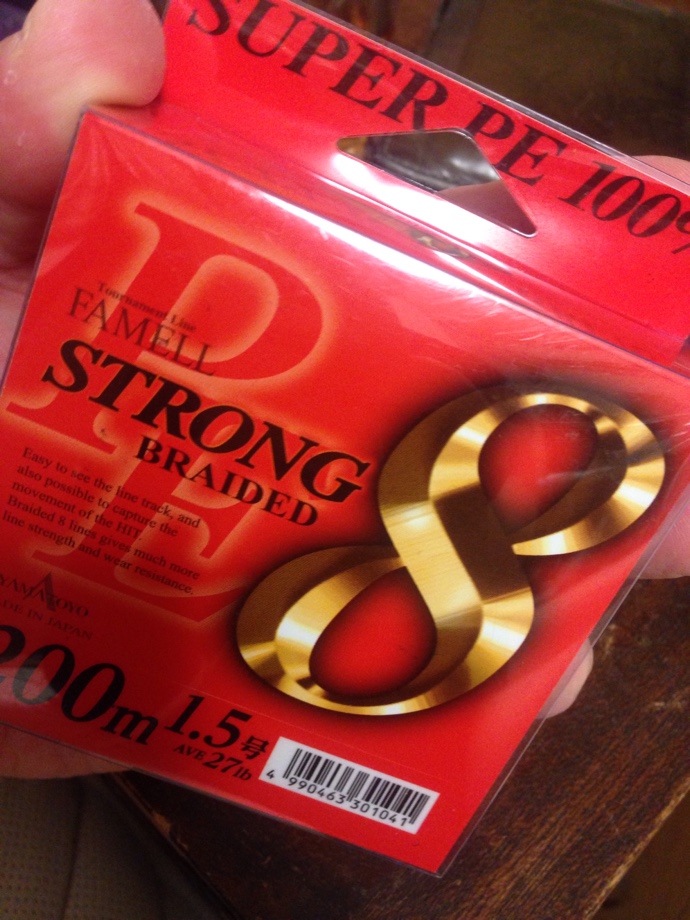 SUPER PE 100%
PE
Tournament Line
FAMELL
STRONG
BRAIDED
8
Easy to see the line track, and
also possible to capture the
movement of the HIT.
Braided 8 lines gives much more
line strength and wear resistance.
YAMATOYO
MADE IN JAPAN
200m 1.5号
AVE 27lb
4 990463 301041